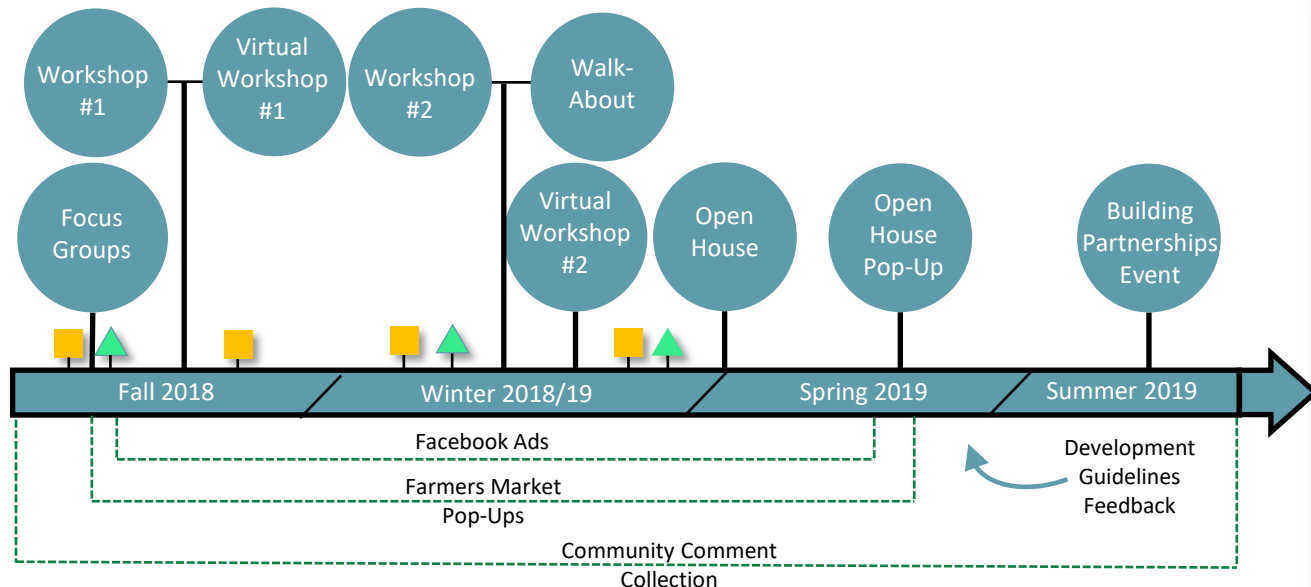 Workshop
#1
Virtual
Workshop
#1
Workshop
#2
Walk-
About
Focus
Groups
Virtual
Workshop
#2
Open
House
Open
House
Pop-Up
Building
Partnerships
Event
Fall 2018
Winter 2018/19
Spring 2019
Summer 2019
Facebook Ads
Farmers Market
Pop-Ups
Community Comment
Collection
Development
Guidelines
Feedback